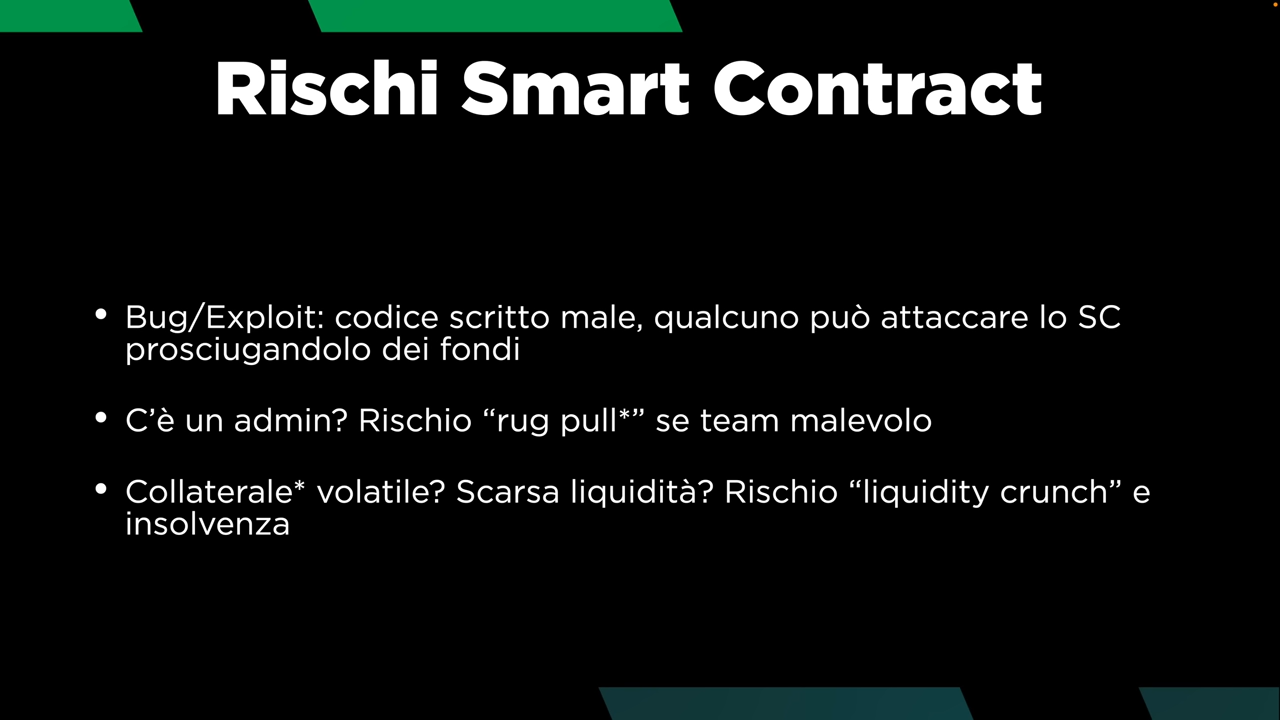 Rischi Smart Contract
• Bug/Exploit: codice scritto male, qualcuno può attaccare lo SC
prosciugandolo dei fondi
• C’è un admin? Rischio “rug pull*” se team malevolo
• Collaterale* volatile? Scarsa liquidità? Rischio “liquidity crunch” e
insolvenza